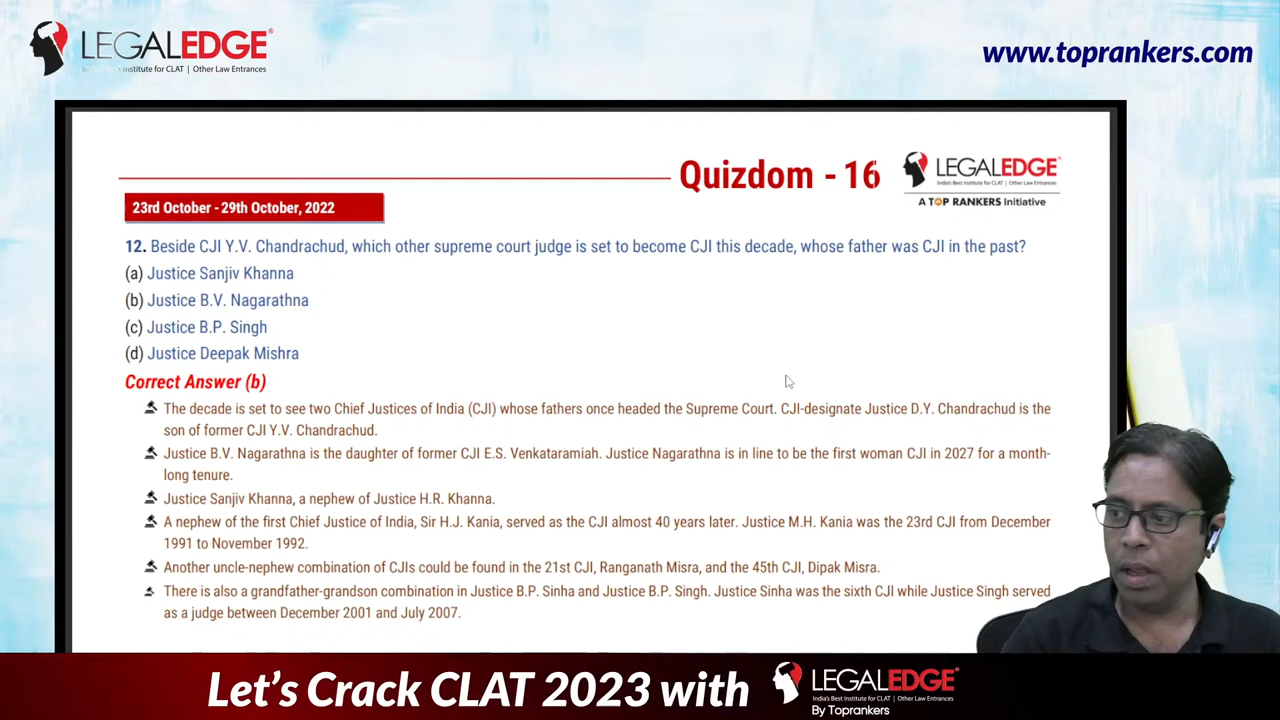 LEGALEDGE
Institute for CLAT | Other Law Entrances
www.toprankers.com
Quizdom - 16
LEGALEDGE
India's Best Institute for CLAT | Other Law Entrances
A TOP RANKERS Initiative
23rd October - 29th October, 2022
12. Beside CJI Y.V. Chandrachud, which other supreme court judge is set to become CJI this decade, whose father was CJI in the past?
(a) Justice Sanjiv Khanna
(b) Justice B.V. Nagarathna
(c) Justice B.P. Singh
(d) Justice Deepak Mishra
Correct Answer (b)
The decade is set to see two Chief Justices of India (CJI) whose fathers once headed the Supreme Court. CJI-designate Justice D.Y. Chandrachud is the
son of former CJI Y.V. Chandrachud.
Justice B.V. Nagarathna is the daughter of former CJI E.S. Venkataramiah. Justice Nagarathna is in line to be the first woman CJI in 2027 for a month-
long tenure.
Justice Sanjiv Khanna, a nephew of Justice H.R. Khanna.
A nephew of the first Chief Justice of India, Sir H.J. Kania, served as the CJI almost 40 years later. Justice M.H. Kania was the 23rd CJI from December
1991 to November 1992.
Another uncle-nephew combination of CJIs could be found in the 21st CJI, Ranganath Misra, and the 45th CJI, Dipak Misra.
There is also a grandfather-grandson combination in Justice B.P. Sinha and Justice B.P. Singh. Justice Sinha was the sixth CJI while Justice Singh served
as a judge between December 2001 and July 2007.
Let's Crack CLAT 2023 with
LEGALEDGE
India's Best Institute for CLAT | Other Law Entrances
By Toprankers